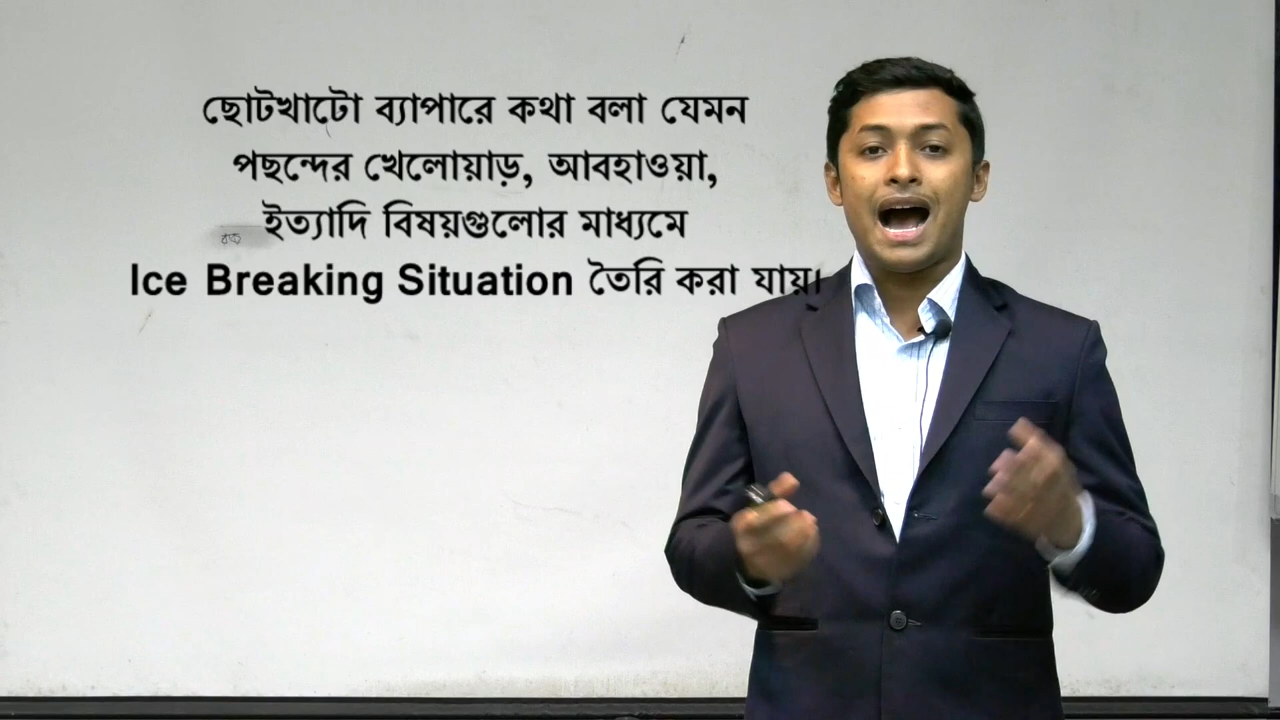 ছোটখাটো ব্যাপারে কথা বলা যেমন
পছন্দের খেলোয়াড়, আবহাওয়া,
ইত্যাদি বিষয়গুলোর মাধ্যমে
Ice Breaking Situation তৈরি করা যায়।